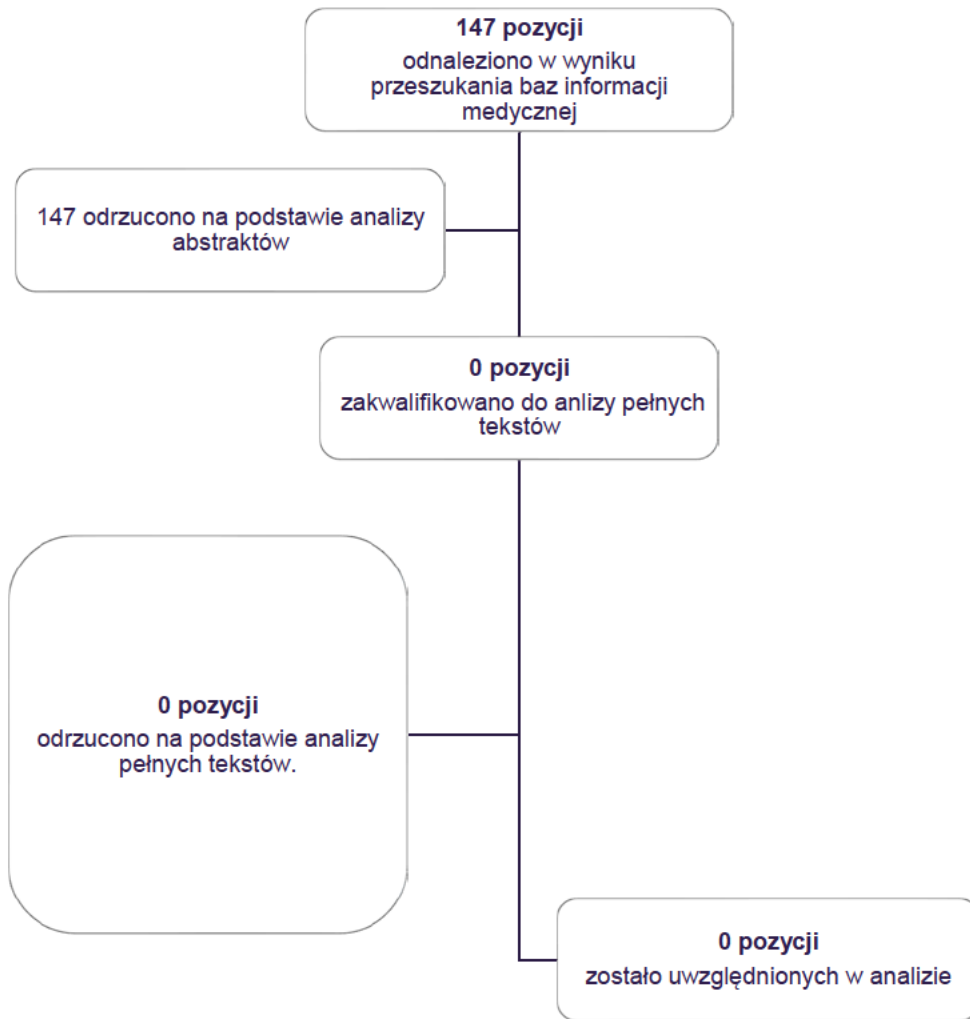 147 pozycji
odnaleziono w wyniku
przeszukania baz informacji
medycznej
147 odrzucono na podstawie analizy
abstraktów
0 pozycji
zakwalifikowano do anlizy pełnych
tekstów
0 pozycji
odrzucono na podstawie analizy
pełnych tekstów.
0 pozycji
zostało uwzględnionych w analizie